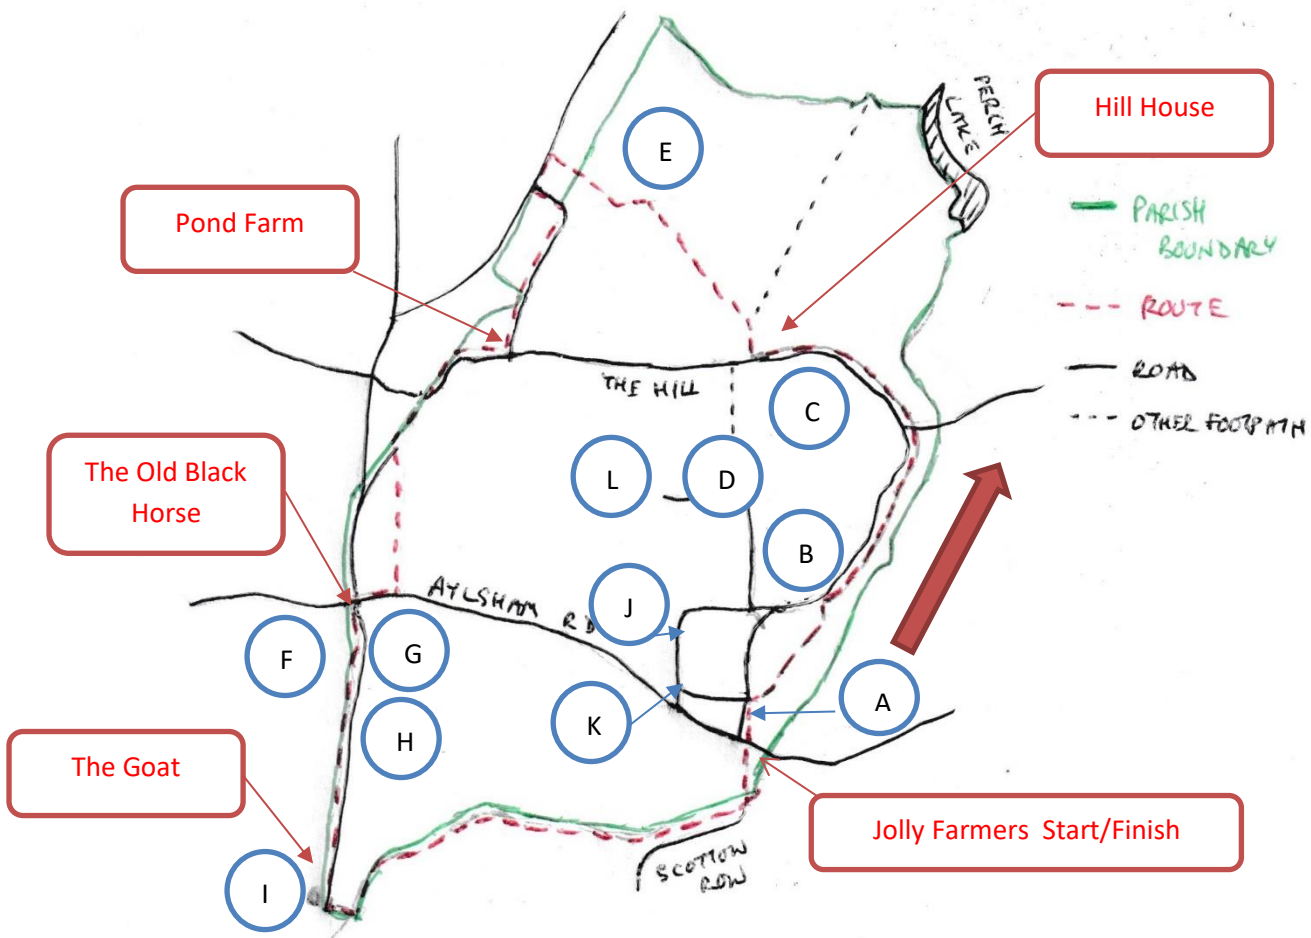 PERCH
LAKE
Hill House
E
Pond Farm
PARISH
BOUNDARY
ROUTE
ROAD
OTHER FOOTPATH
THE HILL
C
The Old Black
Horse
L
D
B
AYLSHAM
RD
J
F
G
A
K
H
The Goat
Jolly Farmers Start/Finish
SCOTTOW
ROW
I